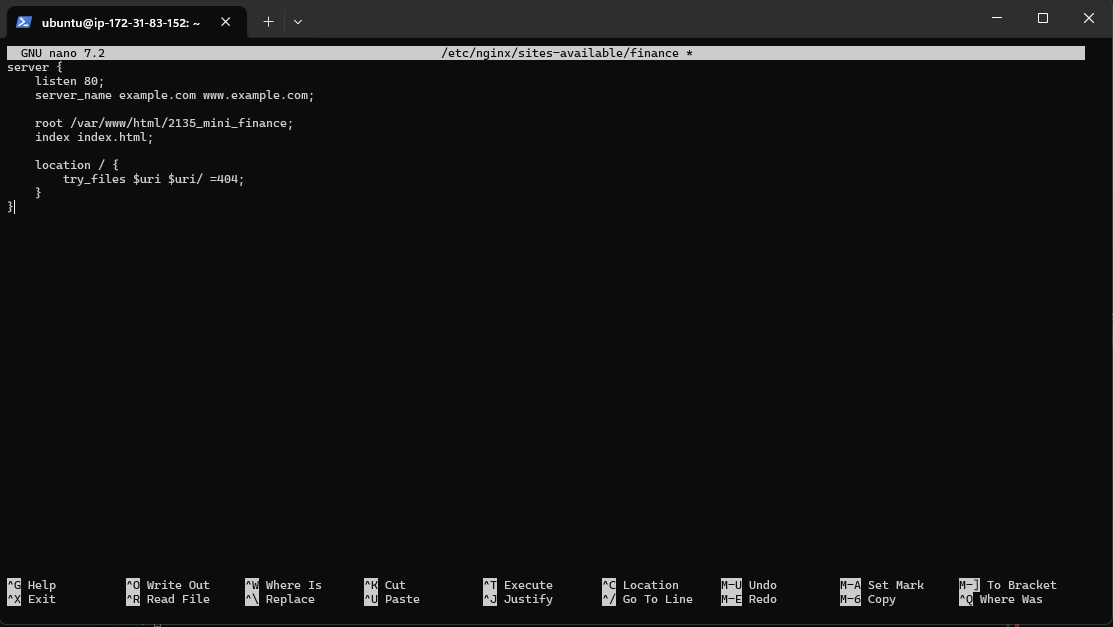 ubuntu@ip-172-31-83-152: ~
GNU nano 7.2 /etc/nginx/sites-available/finance *
server {
    listen 80;
    server_name example.com www.example.com;

    root /var/www/html/2135_mini_finance;
    index index.html;

    location / {
        try_files $uri $uri/ =404;
    }
}
^G Help ^O Write Out ^W Where Is ^K Cut ^T Execute ^C Location M-U Undo M-A Set Mark M-] To Bracket
^X Exit ^R Read File ^\ Replace ^U Paste ^J Justify ^/ Go To Line M-E Redo M-6 Copy ^Q Where Was